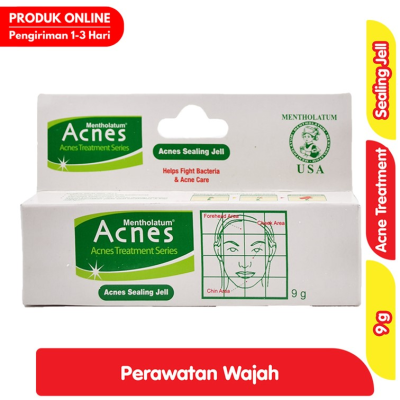 PRODUK ONLINE
Pengiriman 1-3 Hari
Mentholatum®
Acnes
Acnes Treatment Series
Acnes Sealing Jell
Helps Fight Bacteria
& Acne Care
MENTHOLATUM
USA
Mentholatum®
Acnes
Acnes Treatment Series
Acnes Sealing Jell
Forehead Area
Cheek Area
Chin Area
9 g
Sealing Jell
Acne Treatment
9g
Perawatan Wajah